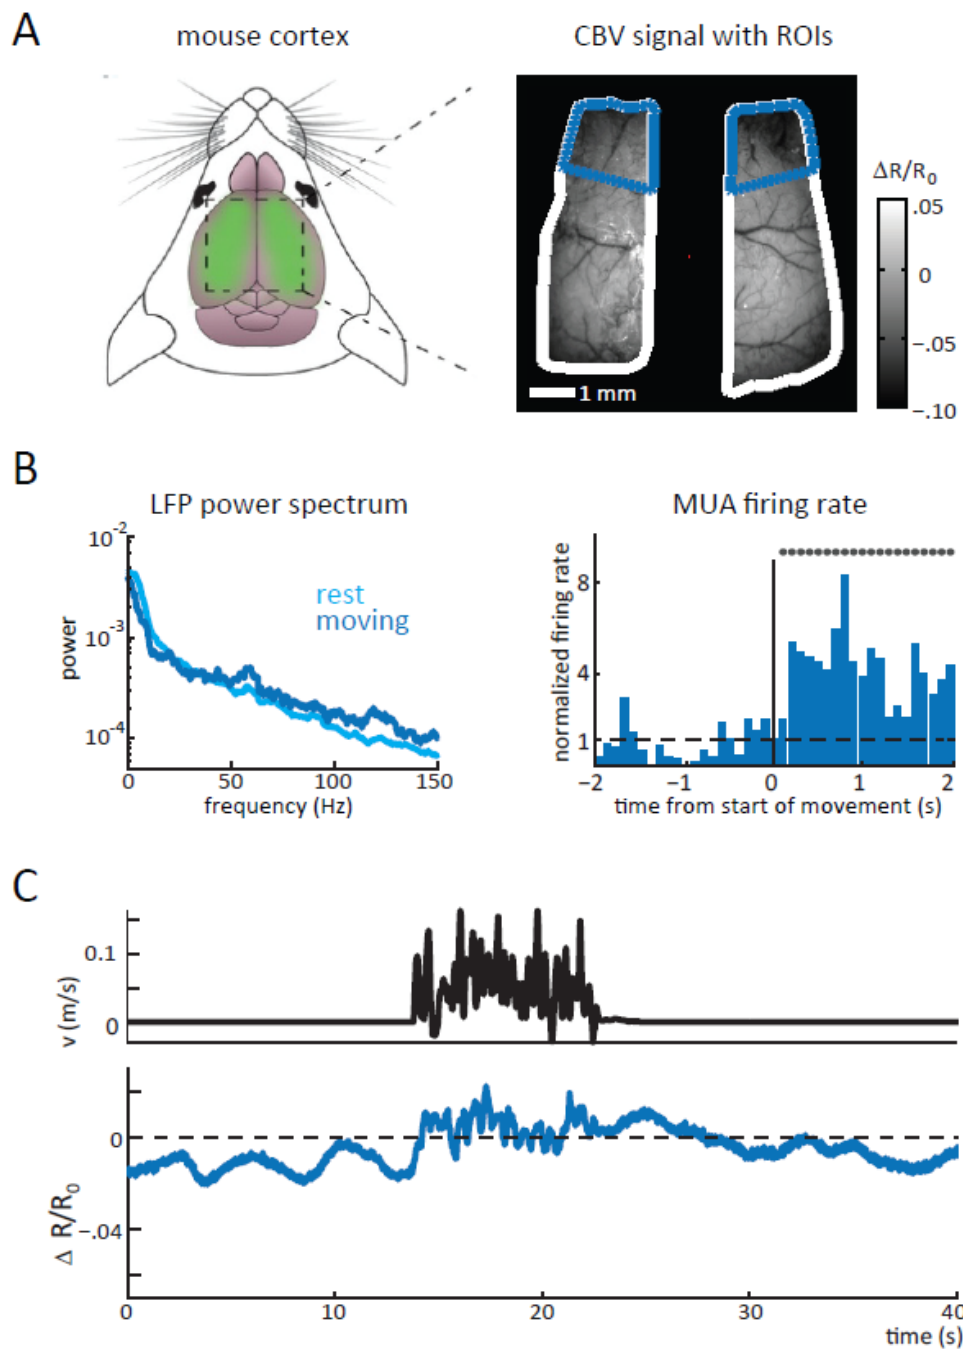 A
mouse cortex
CBV signal with ROIs
ΔR/R0
.05
0
-.05
-.10
1 mm
B
LFP power spectrum
MUA firing rate
10-2
10-3
10-4
power
rest
moving
0
50
100
150
frequency (Hz)
normalized firing rate
8
4
1
-2
-1
0
1
2
time from start of movement (s)
C
v (m/s)
0.1
0
Δ R/R0
0
-.04
0
10
20
30
40
time (s)